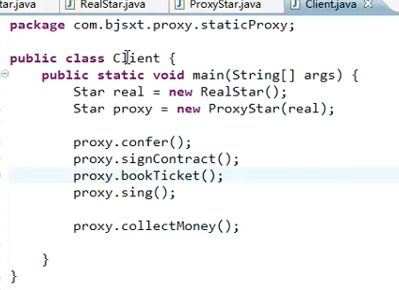 tar.java RealStar.java ProxyStar.java Client.java
package com.bjsxt.proxy.staticProxy;
public class Client {
public static void main(String[] args) {
Star real = new RealStar();
Star proxy = new ProxyStar(real);
proxy.confer();
proxy.signContract();
proxy.bookTicket();
proxy.sing();
proxy.collectMoney();
}
}